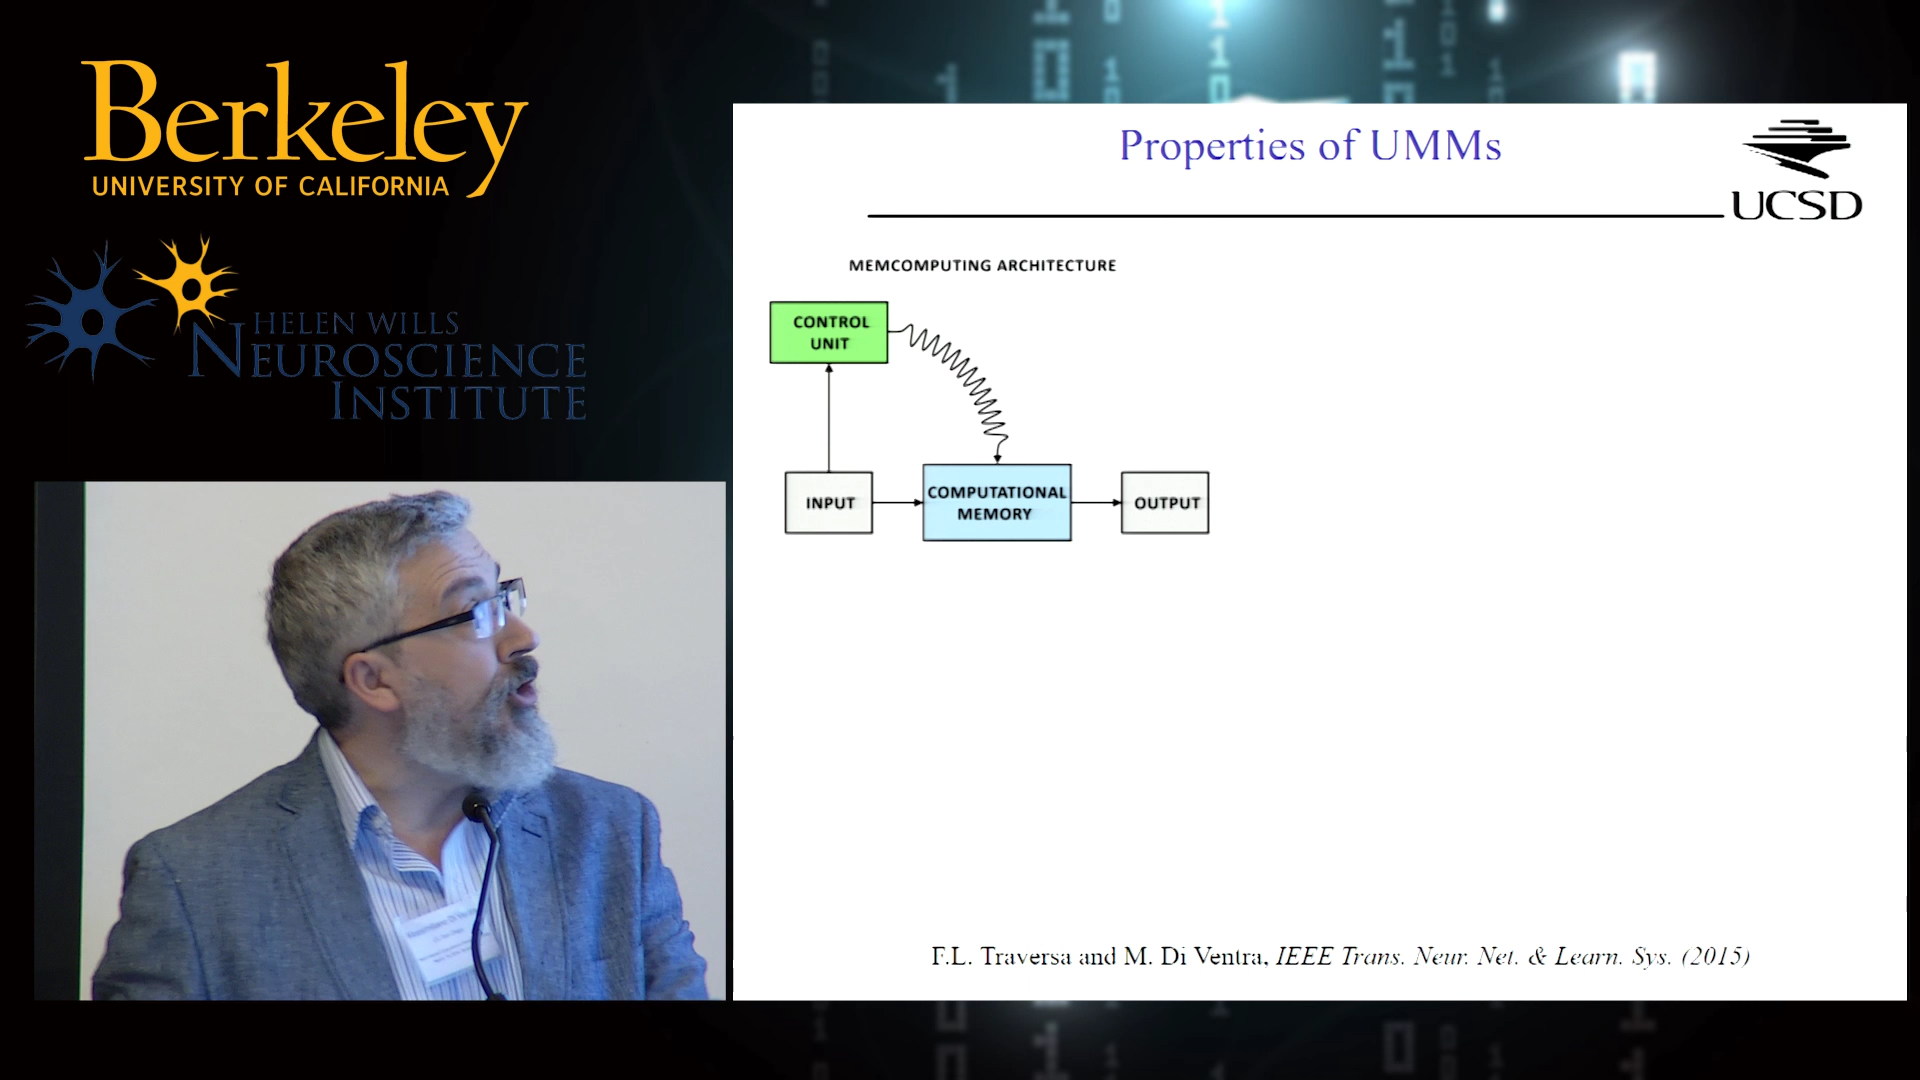 Berkeley
UNIVERSITY OF CALIFORNIA
HELEN WILLS
NEUROSCIENCE
INSTITUTE
Properties of UMMs
UCSD
MEMCOMPUTING ARCHITECTURE
CONTROL
UNIT
INPUT
COMPUTATIONAL
MEMORY
OUTPUT
F.L. Traversa and M. Di Ventra, IEEE Trans. Neur. Net. & Learn. Sys. (2015)